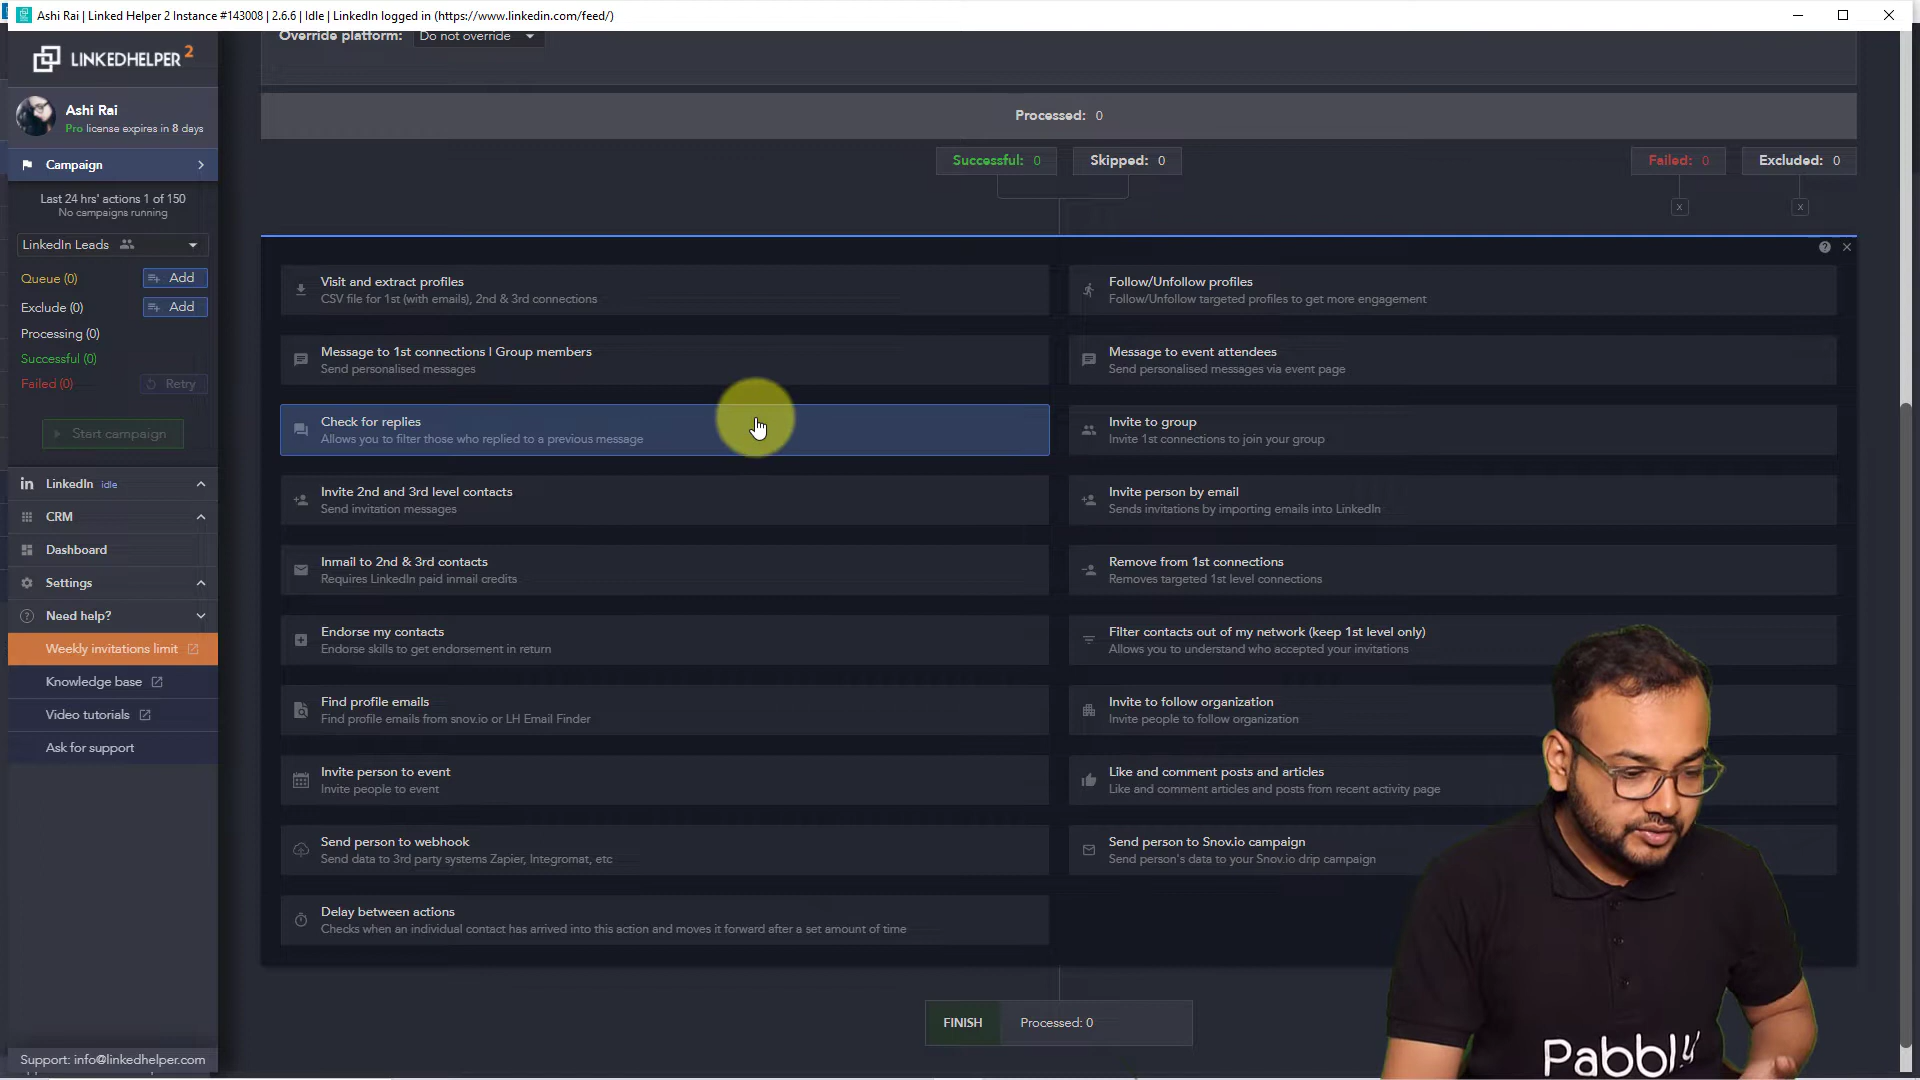 Ashi Rai | Linked Helper 2 Instance #143008 | 2.6.6 | Idle | LinkedIn logged in (https://www.linkedin.com/feed/)
LINKEDHELPER 2
Ashi Rai
Pro license expires in 8 days
Campaign
Last 24 hrs' actions 1 of 150
No campaigns running
LinkedIn Leads
Queue (0) Add
Exclude (0) Add
Processing (0)
Successful (0)
Failed (0) Retry
Start campaign
LinkedIn idle
CRM
Dashboard
Settings
Need help?
Weekly invitations limit
Knowledge base
Video tutorials
Ask for support
Support: info@linkedhelper.com
Override platform: Do not override
Processed: 0
Successful: 0 Skipped: 0 Failed: 0 Excluded: 0
x x
Visit and extract profiles
CSV file for 1st (with emails), 2nd & 3rd connections
Follow/Unfollow profiles
Follow/Unfollow targeted profiles to get more engagement
Message to 1st connections | Group members
Send personalised messages
Message to event attendees
Send personalised messages via event page
Check for replies
Allows you to filter those who replied to a previous message
Invite to group
Invite 1st connections to join your group
Invite 2nd and 3rd level contacts
Send invitation messages
Invite person by email
Sends invitations by importing emails into LinkedIn
Inmail to 2nd & 3rd contacts
Requires LinkedIn paid inmail credits
Remove from 1st connections
Removes targeted 1st level connections
Endorse my contacts
Endorse skills to get endorsement in return
Filter contacts out of my network (keep 1st level only)
Allows you to understand who accepted your invitations
Find profile emails
Find profile emails from snov.io or LH Email Finder
Invite to follow organization
Invite people to follow organization
Invite person to event
Invite people to event
Like and comment posts and articles
Like and comment articles and posts from recent activity page
Send person to webhook
Send data to 3rd party systems Zapier, Integromat, etc
Send person to Snov.io campaign
Send person's data to your Snov.io drip campaign
Delay between actions
Checks when an individual contact has arrived into this action and moves it forward after a set amount of time
FINISH Processed: 0
Pabbly